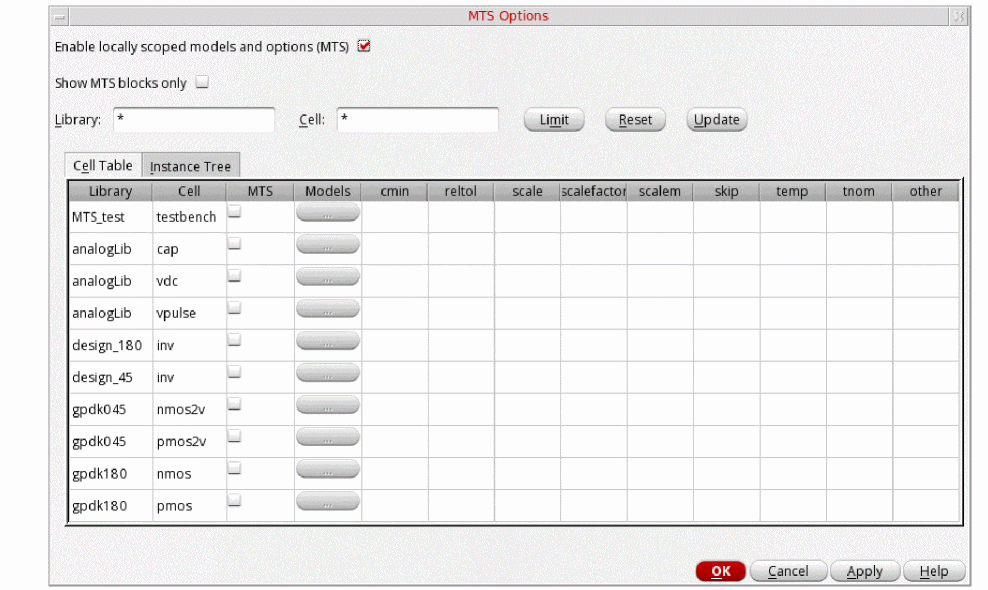 MTS Options
Enable locally scoped models and options (MTS)
Show MTS blocks only
Library: * Cell: * Limit Reset Update
Cell Table Instance Tree
Library Cell MTS Models cmin reltol scale scalefactor scalem skip temp tnom other
MTS_test testbench ...
analogLib cap ...
analogLib vdc ...
analogLib vpulse ...
design_180 inv ...
design_45 inv ...
gpdk045 nmos2v ...
gpdk045 pmos2v ...
gpdk180 nmos ...
gpdk180 pmos ...
OK Cancel Apply Help